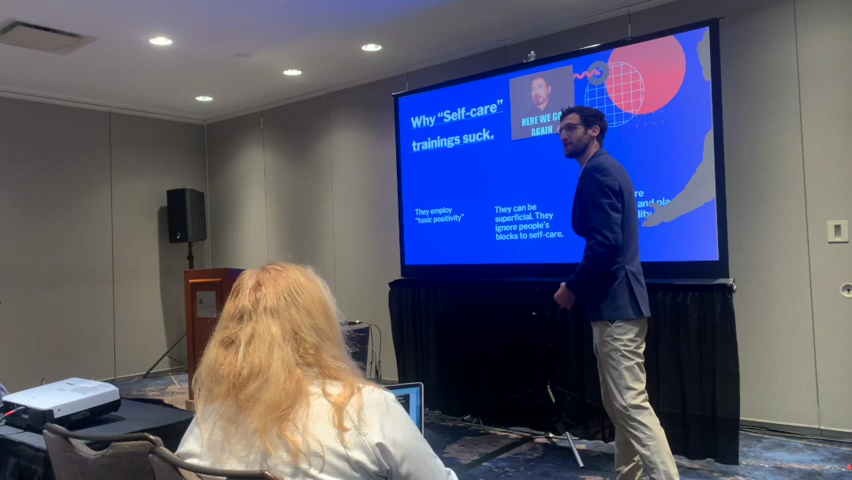 Why “Self-care”
trainings suck.
HERE WE GO
AGAIN
They employ
“toxic positivity”
They can be
superficial. They
ignore people’s
blocks to self-care.
and